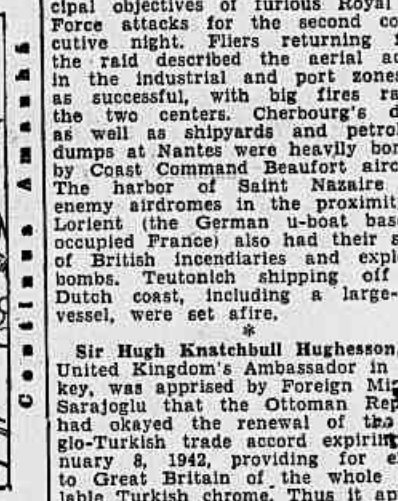 cipal objectives of furious Royal
Force attacks for the second co
cutive night. Fliers returning f
the raid described the aerial ac
in the industrial and port zones
as successful, with big fires ra
the two centers. Cherbourg's d
as well as shipyards and petrol
dumps at Nantes were heavily bom
by Coast Command Beaufort airc
The harbor of Saint Nazaire
enemy airdromes in the proximit
Lorient (the German u-boat base
occupied France) also had their s
of British incendiaries and explo
bombs. Teutonich shipping off
Dutch coast, including a large-
vessel, were set afire.
*
Sir Hugh Knatchbull Hughesson,
United Kingdom's Ambassador in
key, was apprised by Foreign Mi
Sarajoglu that the Ottoman Rep
had okayed the renewal of the
glo-Turkish trade accord expiring
nuary 8, 1942, providing for e
to Great Britain of the whole
lable Turkish chrome. Thus it ap
Continua Amanhã